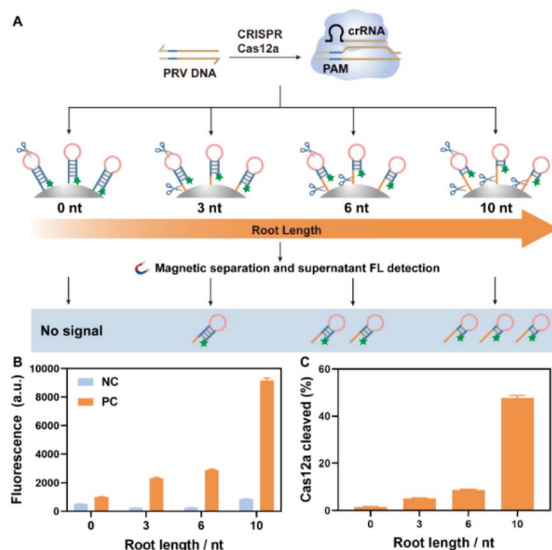 A
CRISPR
Cas12a
crRNA
PRV DNA
PAM
0 nt
3 nt
6 nt
10 nt
Root Length
Magnetic separation and supernatant FL detection
No signal
B
Fluorescence (a.u.)
10000
8000
6000
4000
2000
0
NC
PC
0
3
6
10
Root length / nt
C
Cas12a cleaved (%)
60
40
20
0
0
3
6
10
Root length / nt